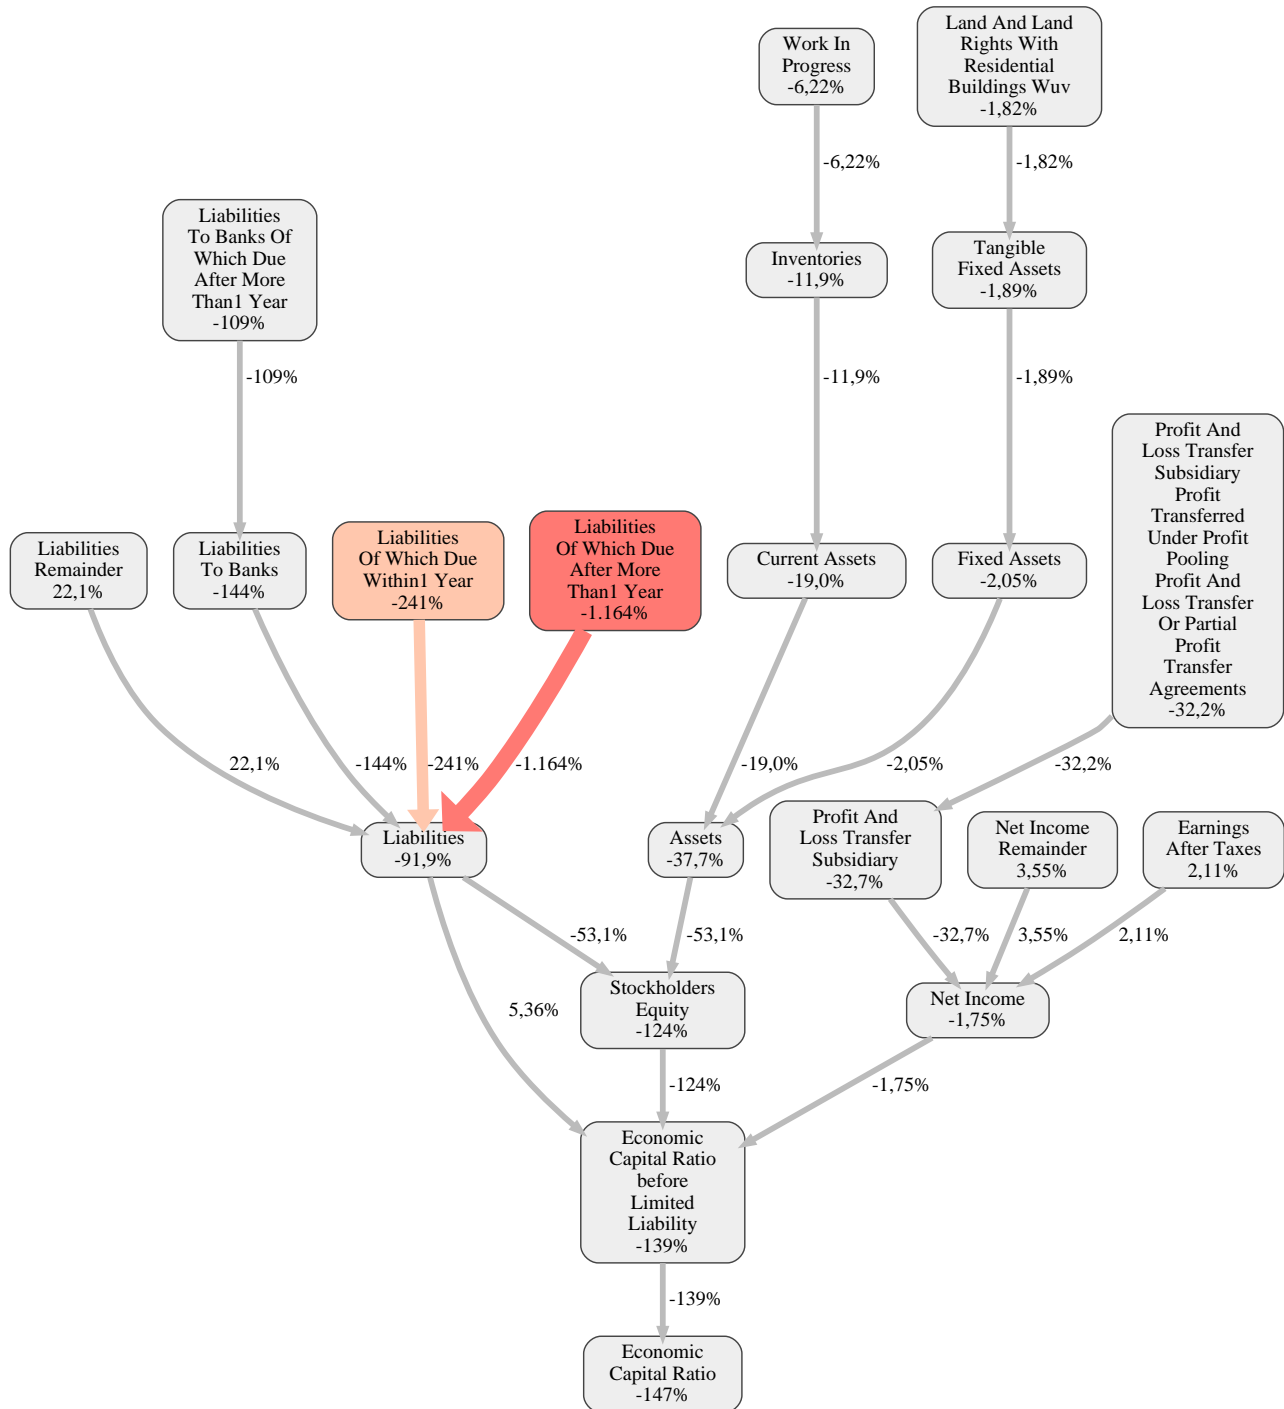 Land And Land
Rights With
Residential
Buildings Wuv
-1,82%
Work In
Progress
-6,22%
-6,22%
-1,82%
Liabilities
To Banks Of
Which Due
After More
Than1 Year
-109%
Inventories
-11,9%
Tangible
Fixed Assets
-1,89%
-109%
-11,9%
-1,89%
Profit And
Loss Transfer
Subsidiary
Profit
Transferred
Under Profit
Pooling
Profit And
Loss Transfer
Or Partial
Profit
Transfer
Agreements
-32,2%
Liabilities
Remainder
22,1%
Liabilities
To Banks
-144%
Liabilities
Of Which Due
Within1 Year
-241%
Liabilities
Of Which Due
After More
Than1 Year
-1.164%
Current Assets
-19,0%
Fixed Assets
-2,05%
22,1%
-144%
-241%
-1.164%
-19,0%
-2,05%
-32,2%
Liabilities
-91,9%
Assets
-37,7%
Profit And
Loss Transfer
Subsidiary
-32,7%
Net Income
Remainder
3,55%
Earnings
After Taxes
2,11%
-53,1%
-53,1%
-32,7%
3,55%
2,11%
5,36%
Stockholders
Equity
-124%
Net Income
-1,75%
-124%
-1,75%
Economic
Capital Ratio
before
Limited
Liability
-139%
-139%
Economic
Capital Ratio
-147%